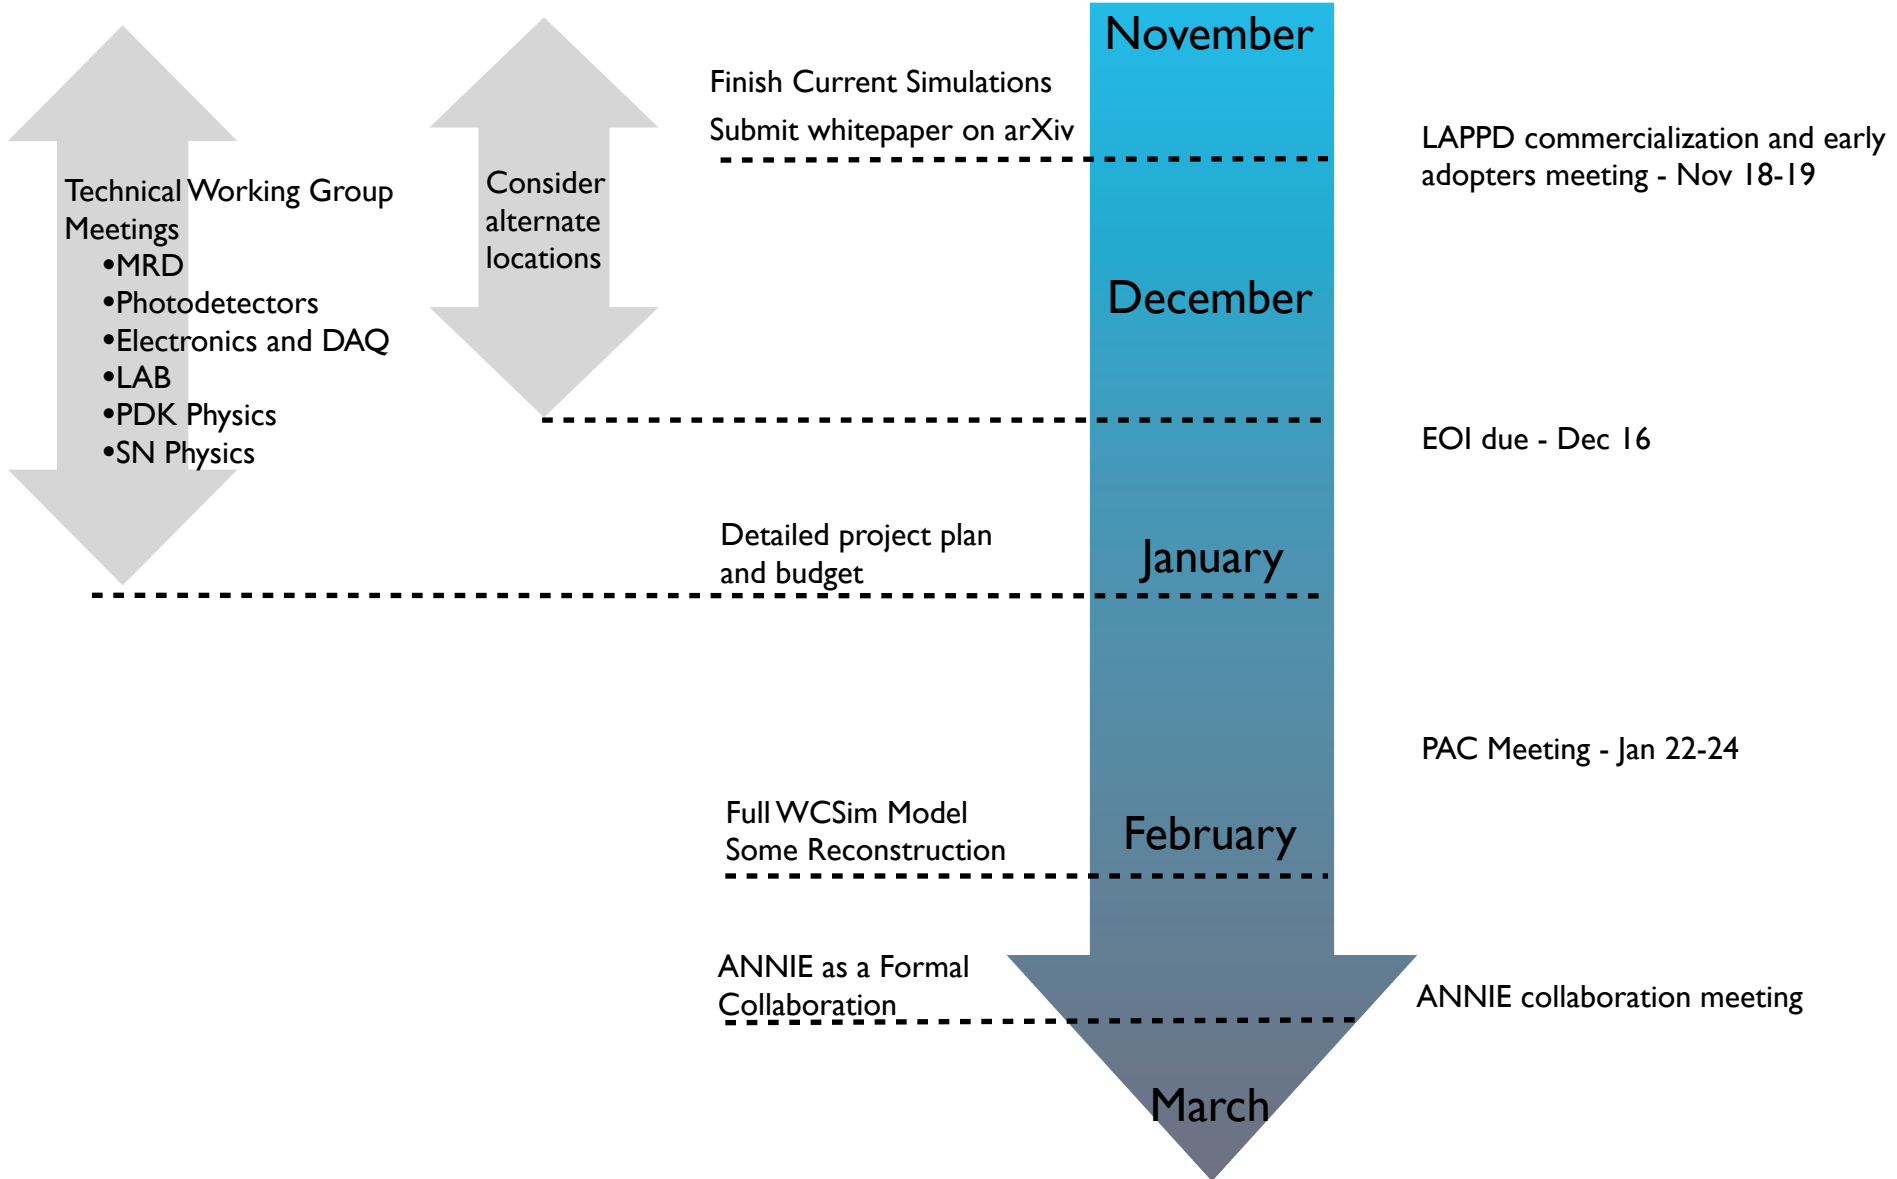 November
Finish Current Simulations
Submit whitepaper on arXiv
LAPPD commercialization and early
adopters meeting - Nov 18-19
Technical Working Group
Meetings
•MRD
•Photodetectors
•Electronics and DAQ
•LAB
•PDK Physics
•SN Physics
Consider
alternate
locations
December
EOI due - Dec 16
Detailed project plan
and budget
January
PAC Meeting - Jan 22-24
Full WCSim Model
Some Reconstruction
February
ANNIE as a Formal
Collaboration
ANNIE collaboration meeting
March